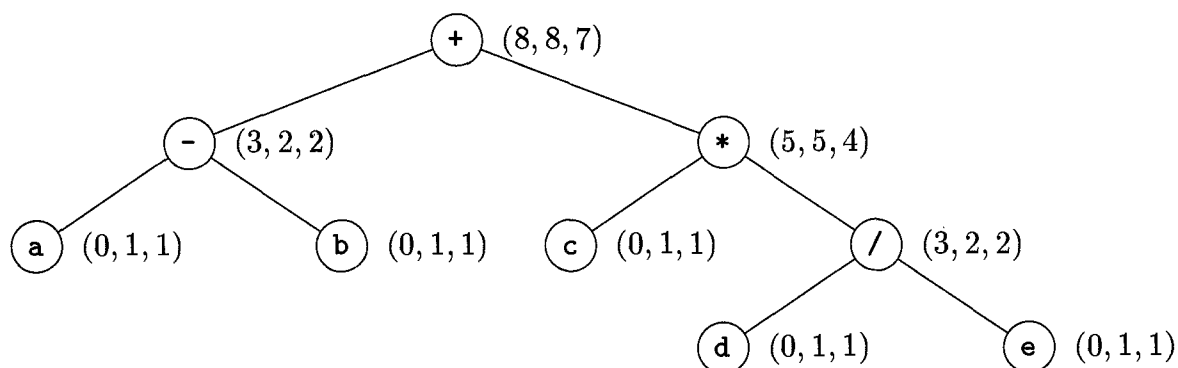 + (8, 8, 7)
- (3, 2, 2) * (5, 5, 4)
a (0, 1, 1) b (0, 1, 1) c (0, 1, 1) / (3, 2, 2)
d (0, 1, 1) e (0, 1, 1)